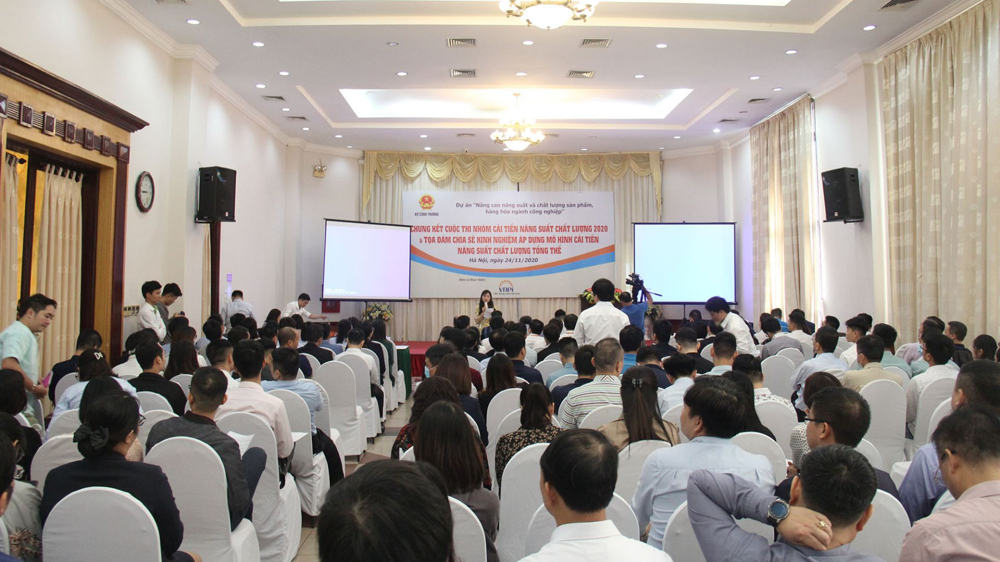 BỘ CÔNG THƯƠNG
Dự án “Nâng cao năng suất và chất lượng sản phẩm,
hàng hóa ngành công nghiệp”
CHUNG KẾT CUỘC THI NHÓM CẢI TIẾN NĂNG SUẤT CHẤT LƯỢNG 2020
& TỌA ĐÀM CHIA SẺ KINH NGHIỆM ÁP DỤNG MÔ HÌNH CẢI TIẾN
NĂNG SUẤT CHẤT LƯỢNG TỔNG THỂ
Hà Nội, ngày 24/11/2020
Đơn vị thực hiện:
VNPI
Viện Năng suất Việt Nam